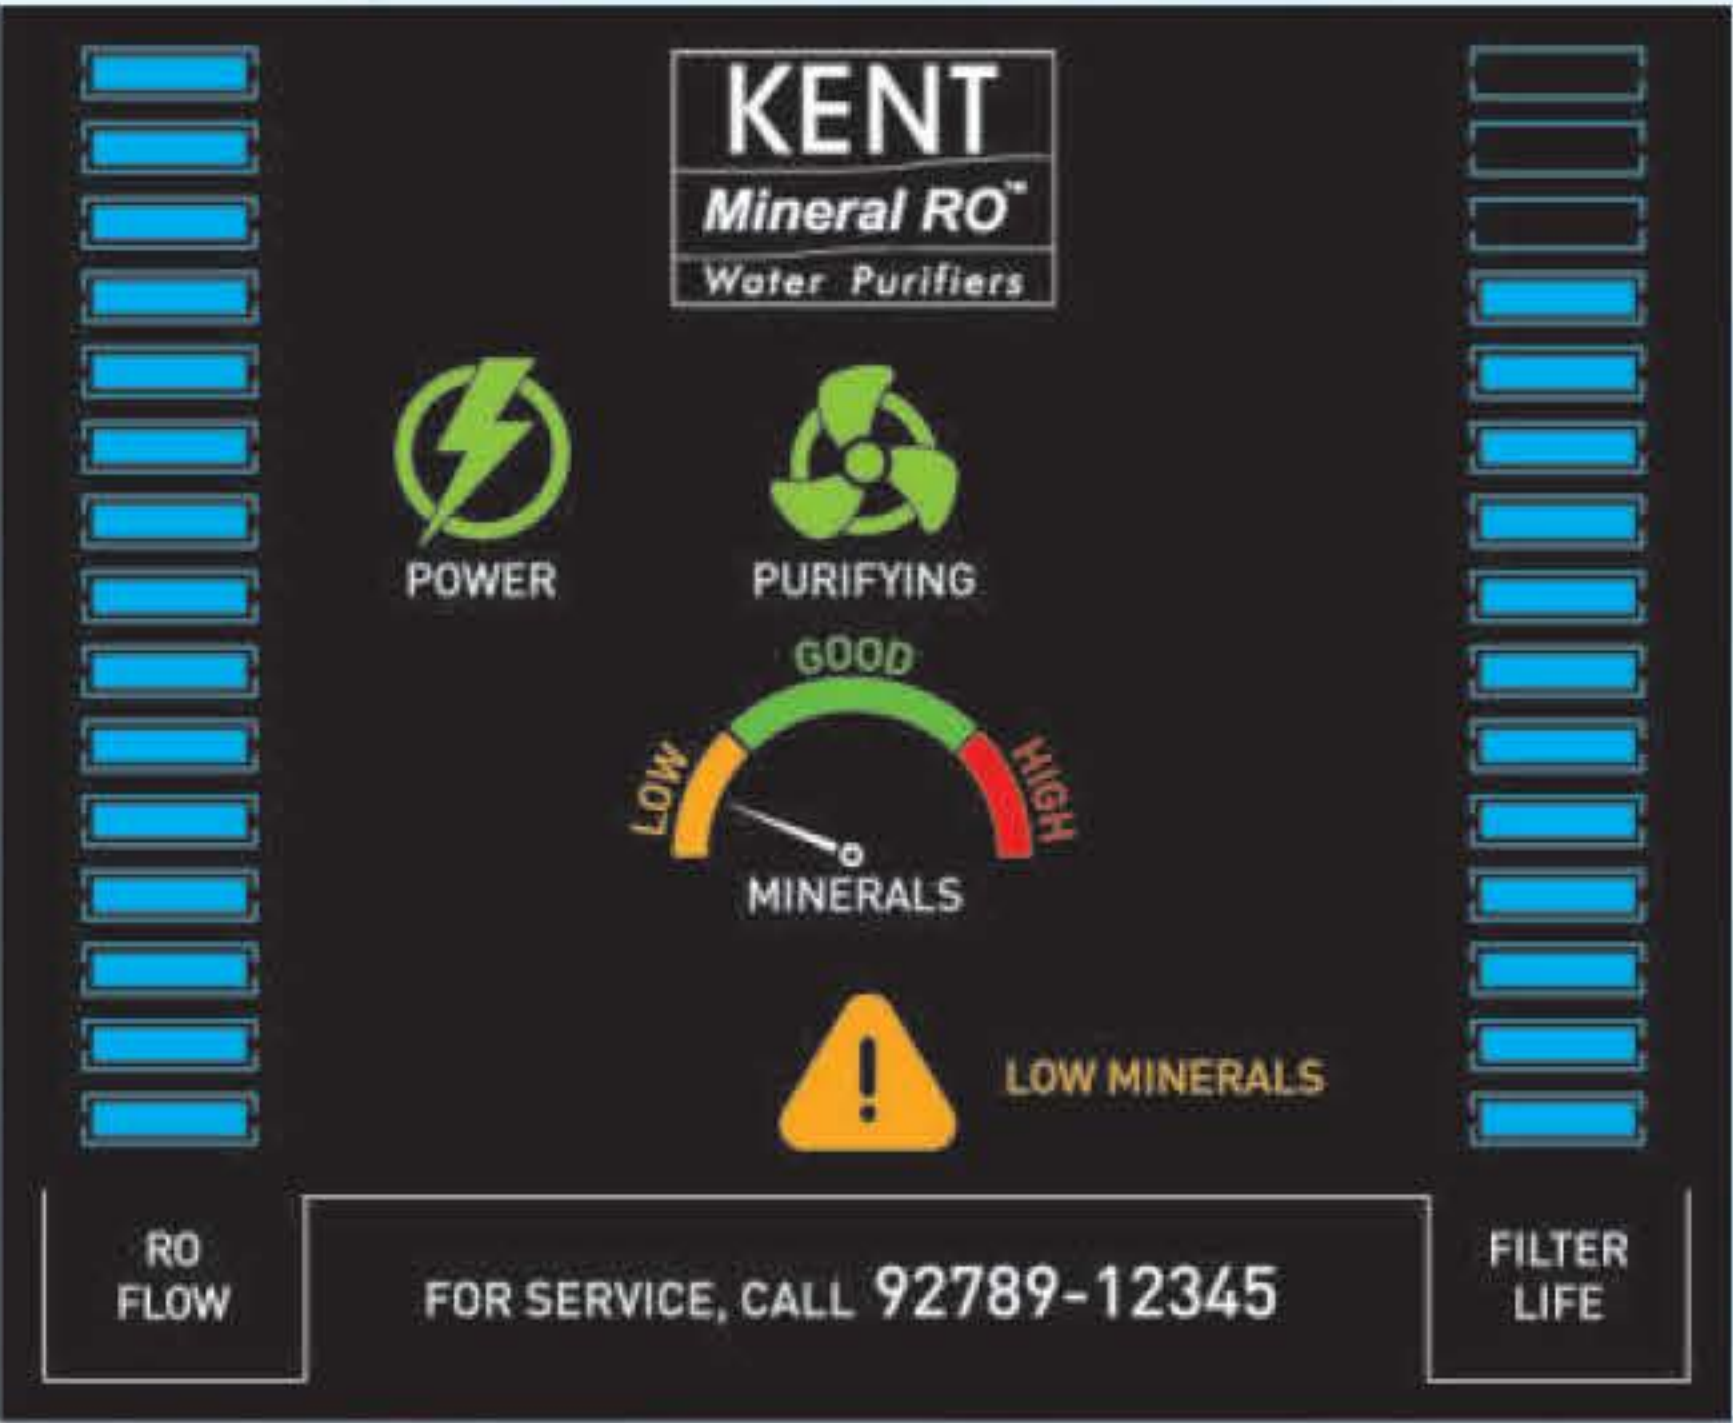 KENT
Mineral RO™
Water Purifiers
POWER
PURIFYING
GOOD
LOW
HIGH
MINERALS
LOW MINERALS
RO
FLOW
FOR SERVICE, CALL 92789-12345
FILTER
LIFE